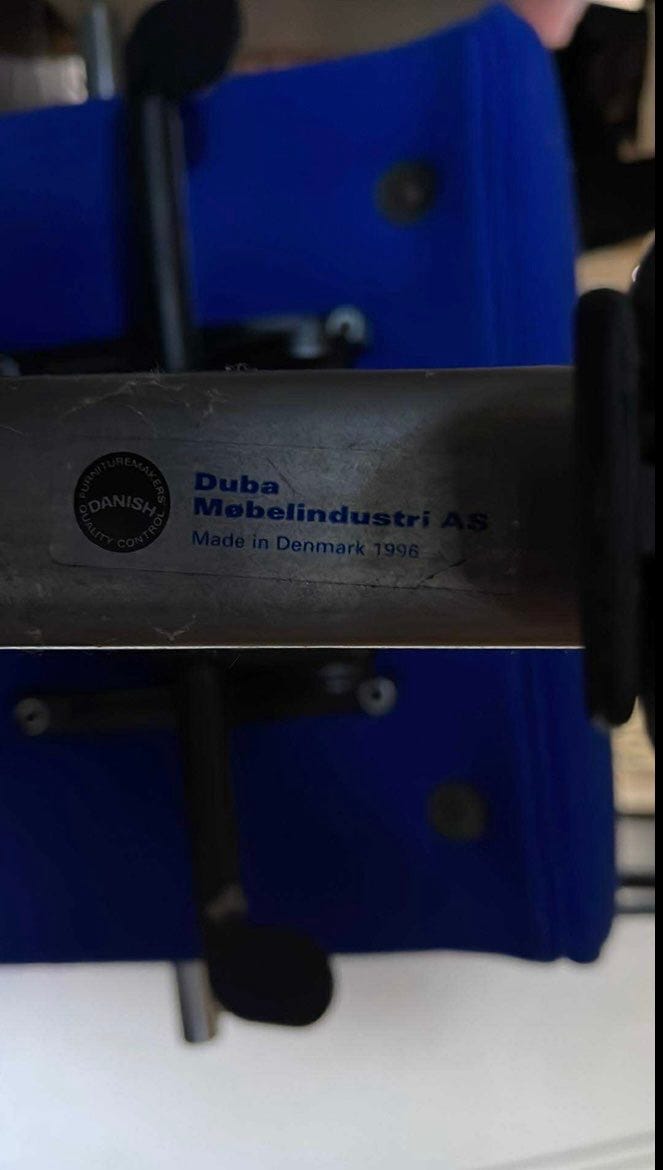 DANISH
FURNITUREMAKERS'
QUALITY CONTROL
Duba
Møbelindustri AS
Made in Denmark 1996